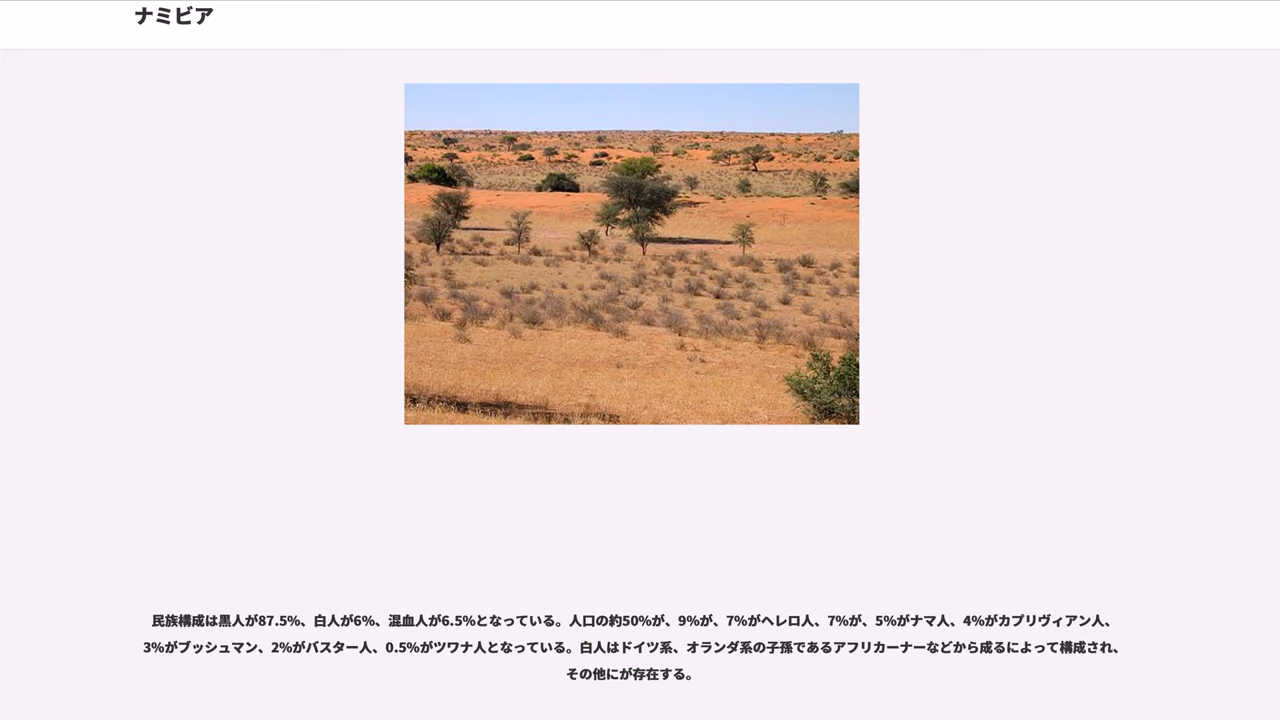 ナミビア
民族構成は黒人が87.5%、白人が6%、混血人が6.5%となっている。人口の約50%が、9%が、7%がヘレロ人、7%が、5%がナマ人、4%がカプリヴィアン人、
3%がブッシュマン、2%がバスター人、0.5%がツワナ人となっている。白人はドイツ系、オランダ系の子孫であるアフリカーナーなどから成るによって構成され、
その他にが存在する。